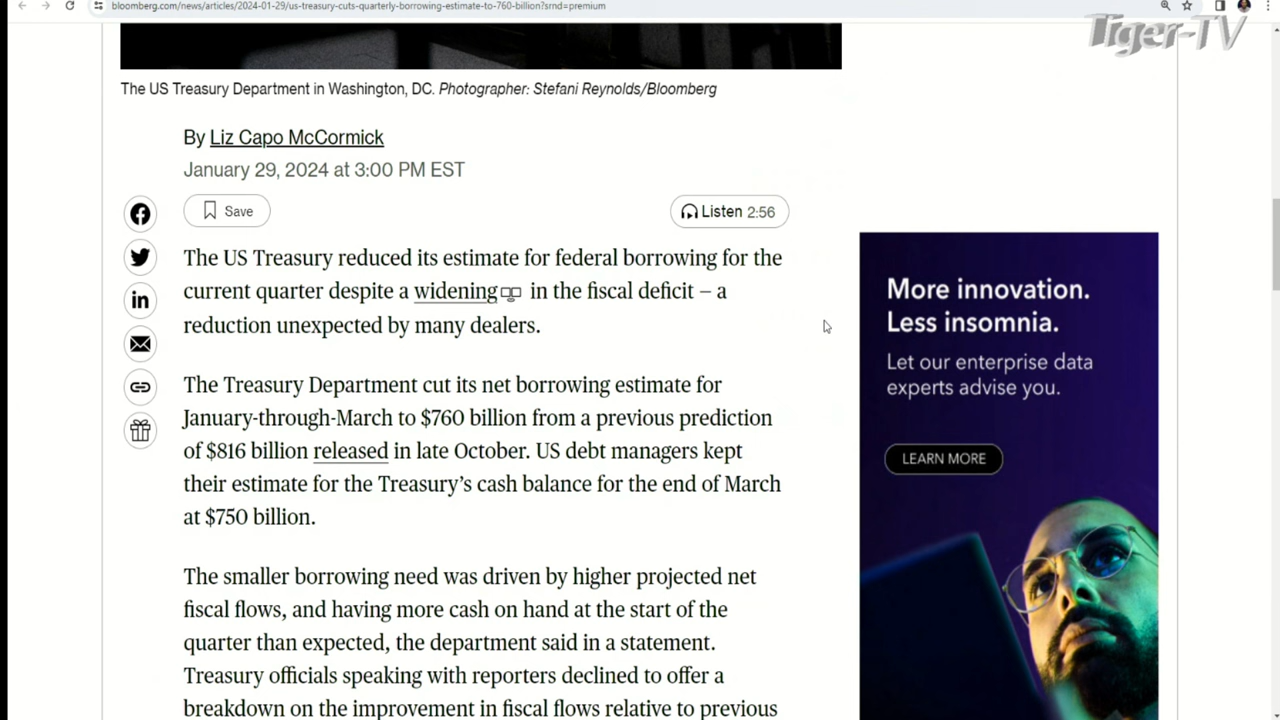 bloomberg.com/news/articles/2024-01-29/us-treasury-cuts-quarterly-borrowing-estimate-to-760-billion?srnd=premium
Tiger-TV
The US Treasury Department in Washington, DC. Photographer: Stefani Reynolds/Bloomberg
By Liz Capo McCormick
January 29, 2024 at 3:00 PM EST
Save
Listen 2:56
The US Treasury reduced its estimate for federal borrowing for the
current quarter despite a widening in the fiscal deficit – a
reduction unexpected by many dealers.
The Treasury Department cut its net borrowing estimate for
January-through-March to $760 billion from a previous prediction
of $816 billion released in late October. US debt managers kept
their estimate for the Treasury’s cash balance for the end of March
at $750 billion.
The smaller borrowing need was driven by higher projected net
fiscal flows, and having more cash on hand at the start of the
quarter than expected, the department said in a statement.
Treasury officials speaking with reporters declined to offer a
breakdown on the improvement in fiscal flows relative to previous
More innovation.
Less insomnia.
Let our enterprise data
experts advise you.
LEARN MORE